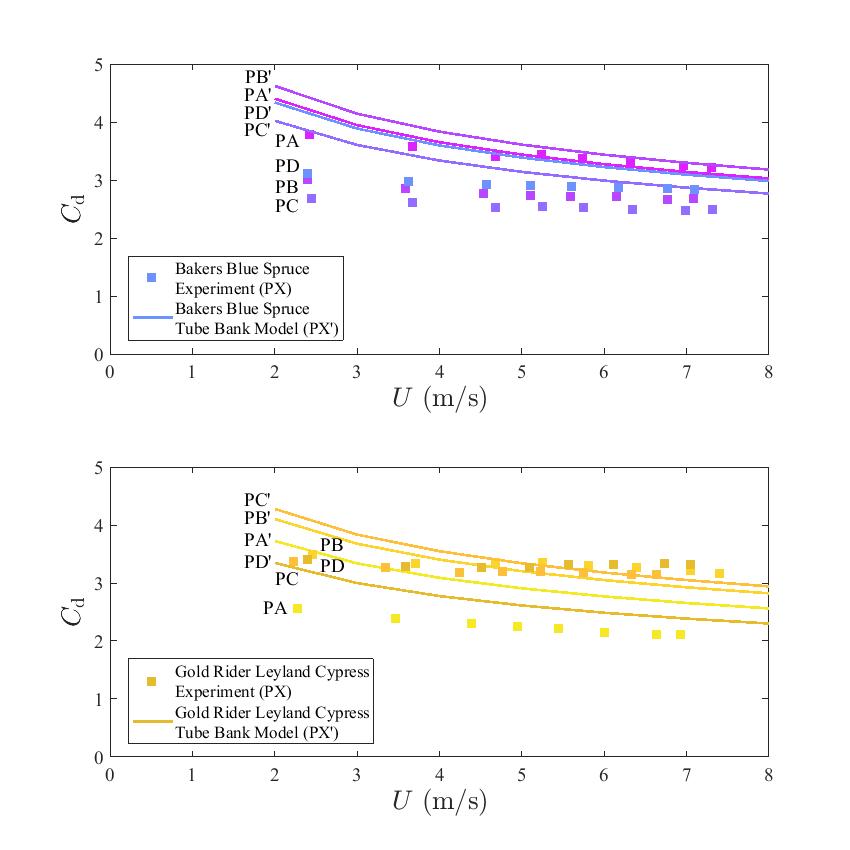 5
4
3
2
1
0
C_d
PB'
PA'
PD'
PC'
PA
PD
PB
PC
Bakers Blue Spruce
Experiment (PX)
Bakers Blue Spruce
Tube Bank Model (PX')
0 1 2 3 4 5 6 7 8
U (m/s)
5
4
3
2
1
0
C_d
PC'
PB'
PA'
PD'
PB
PD
PC
PA
Gold Rider Leyland Cypress
Experiment (PX)
Gold Rider Leyland Cypress
Tube Bank Model (PX')
0 1 2 3 4 5 6 7 8
U (m/s)